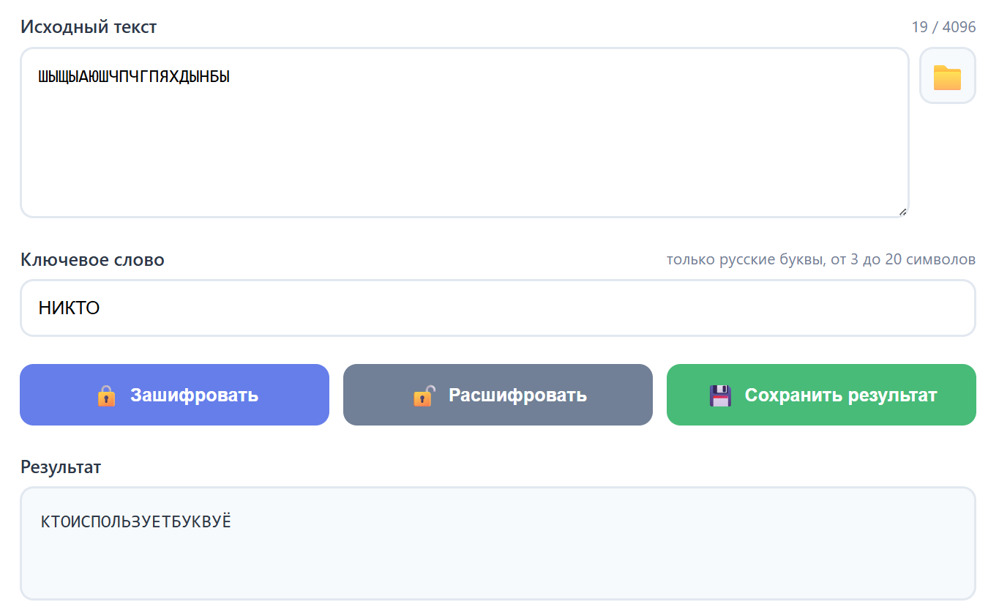 Исходный текст
19 / 4096
ШЫЩЫАЮШЧПЧГПЯХДЫНБЫ
Ключевое слово
только русские буквы, от 3 до 20 символов
НИКТО
Зашифровать
Расшифровать
Сохранить результат
Результат
КТОИСПОЛЬЗУЕТБУКВУЁ